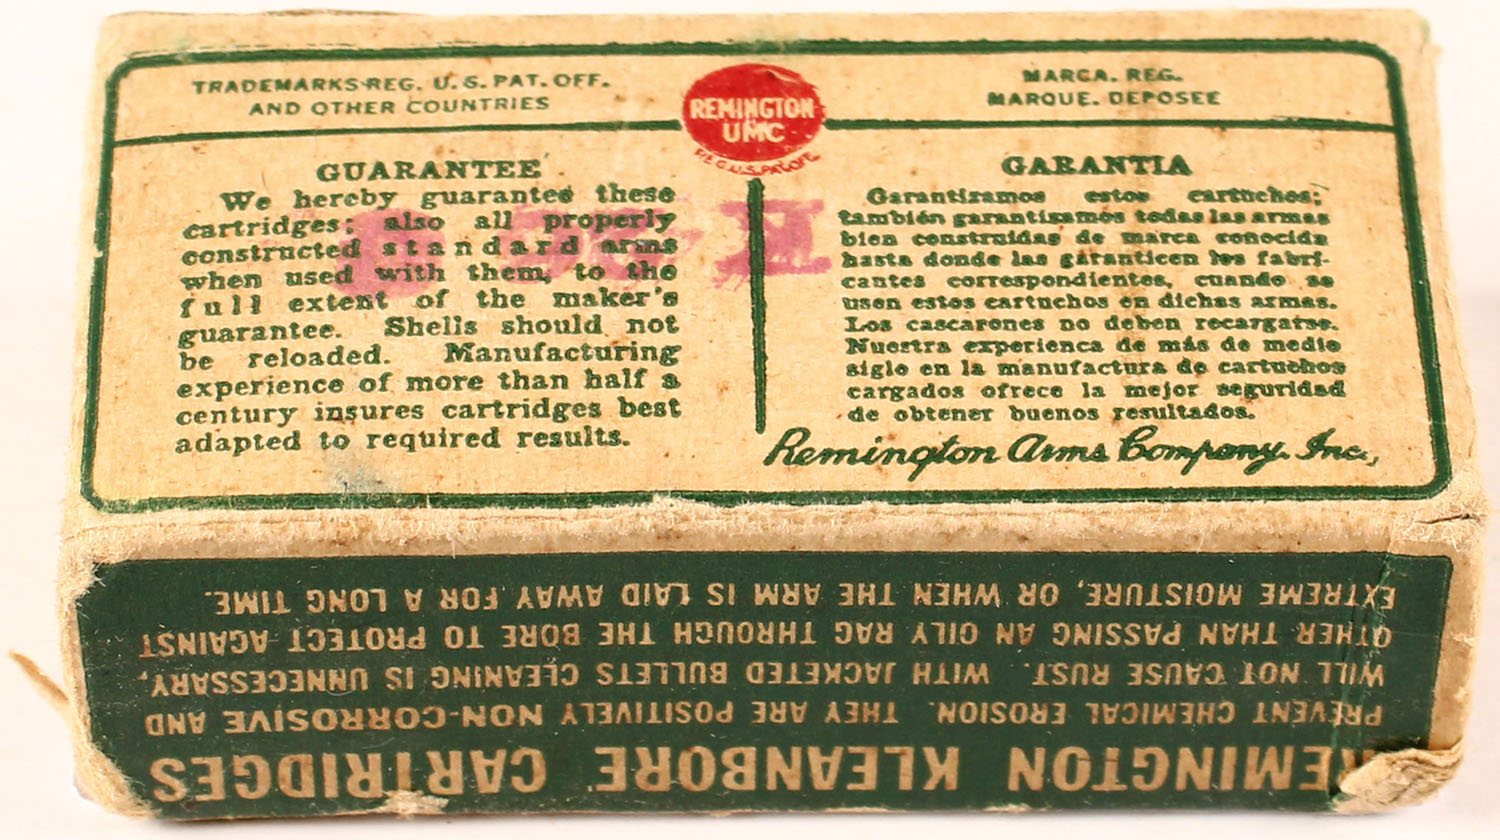 TRADEMARKS-REG. U.S. PAT. OFF.
AND OTHER COUNTRIES
REMINGTON
UMC
REG.U.S.PAT.OFF.
MARCA. REG.
MARQUE. DEPOSEE
GUARANTEE
We hereby guarantee these
cartridges; also all properly
constructed standard arms
when used with them, to the
full extent of the maker's
guarantee. Shells should not
be reloaded. Manufacturing
experience of more than half a
century insures cartridges best
adapted to required results.
GARANTIA
Garantizamos estos cartuchos;
también garantizamos todas las armas
bien construidas de marca conocida
hasta donde las garanticen los fabri-
cantes correspondientes, cuando se
usen estos cartuchos en dichas armas.
Los cascarones no deben recargarse.
Nuestra experienca de más de medio
siglo en la manufactura de cartuchos
cargados ofrece la mejor seguridad
de obtener buenos resultados.
Remington Arms Company, Inc.,
REMINGTON KLEANBORE CARTRIDGES
PREVENT CHEMICAL EROSION. THEY ARE POSITIVELY NON-CORROSIVE AND
WILL NOT CAUSE RUST. WITH JACKETED BULLETS CLEANING IS UNNECESSARY,
OTHER THAN PASSING AN OILY RAG THROUGH THE BORE TO PROTECT AGAINST
EXTREME MOISTURE, OR WHEN THE ARM IS LAID AWAY FOR A LONG TIME.